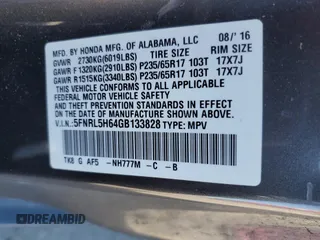 MFD. BY HONDA MFG. OF ALABAMA, LLC 08/'16
GVWR 2730KG(6019LBS) TIRE SIZE RIM SIZE
GAWR F 1320KG(2910LBS) P235/65R17 103T 17X7J
GAWR R 1515KG(3340LBS) P235/65R17 103T 17X7J
THIS VEHICLE CONFORMS TO ALL APPLICABLE
FEDERAL MOTOR VEHICLE SAFETY, BUMPER, AND THEFT
PREVENTION STANDARDS IN EFFECT ON THE DATE OF
MANUFACTURE SHOWN ABOVE.
V.I.N.: 5FNRL5H64GB133828 TYPE: MPV
TK8 G AF5 -NH777M -C -B
DREAMBID